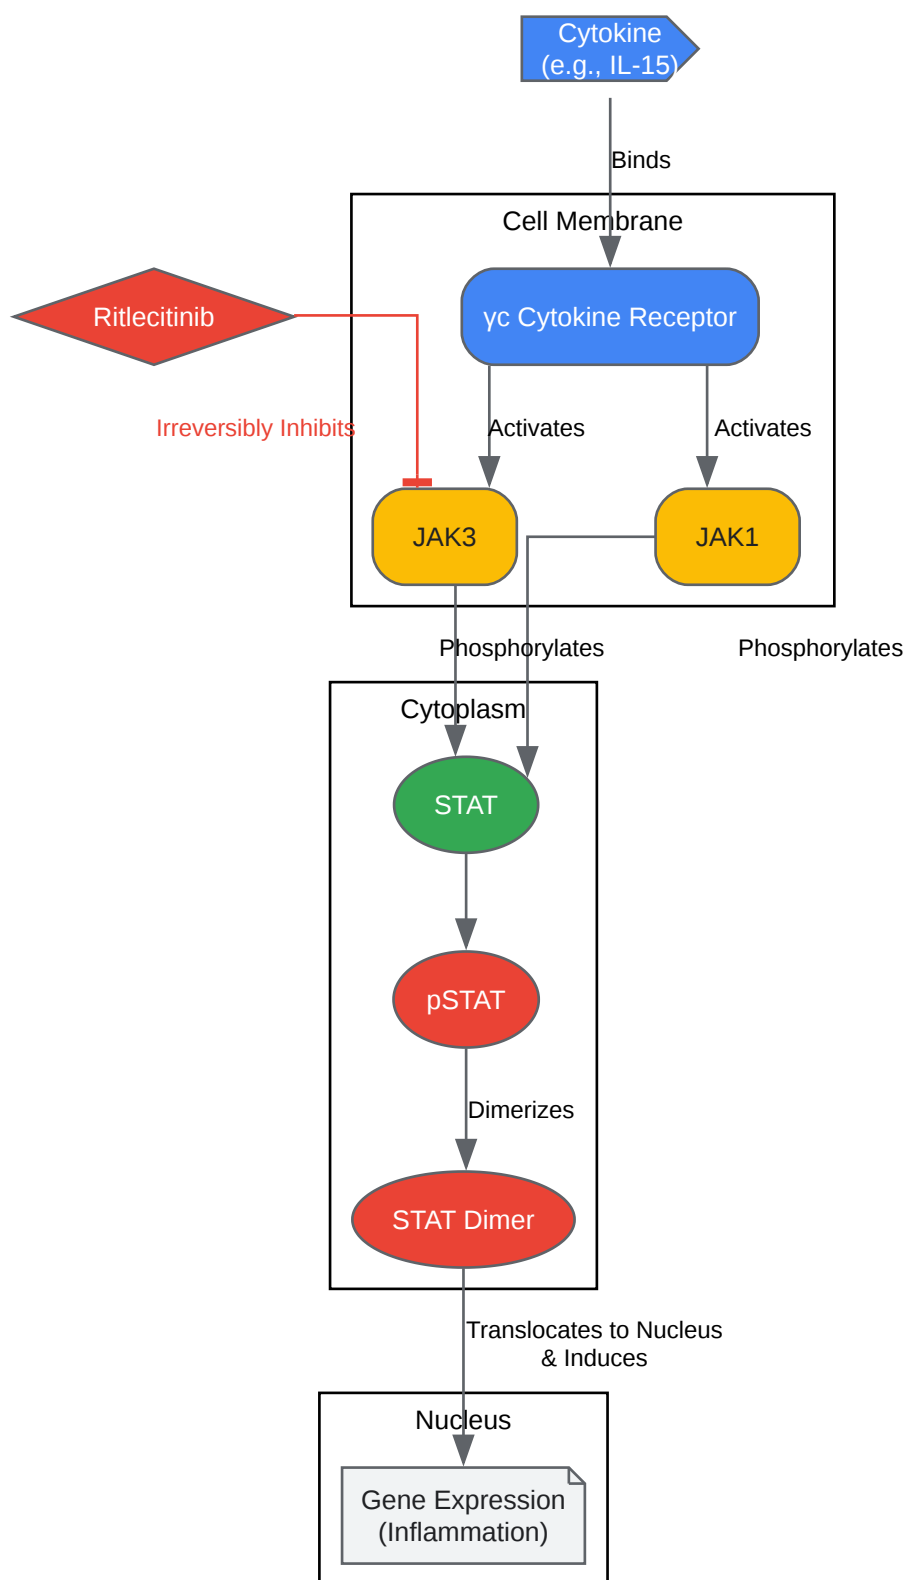 Cytokine
(e.g., IL-15)
Binds
Cell Membrane
Ritlecitinib
γc Cytokine Receptor
Irreversibly Inhibits
Activates
Activates
JAK3
JAK1
Phosphorylates
Phosphorylates
Cytoplasm
STAT
pSTAT
Dimerizes
STAT Dimer
Translocates to Nucleus
& Induces
Nucleus
Gene Expression
(Inflammation)